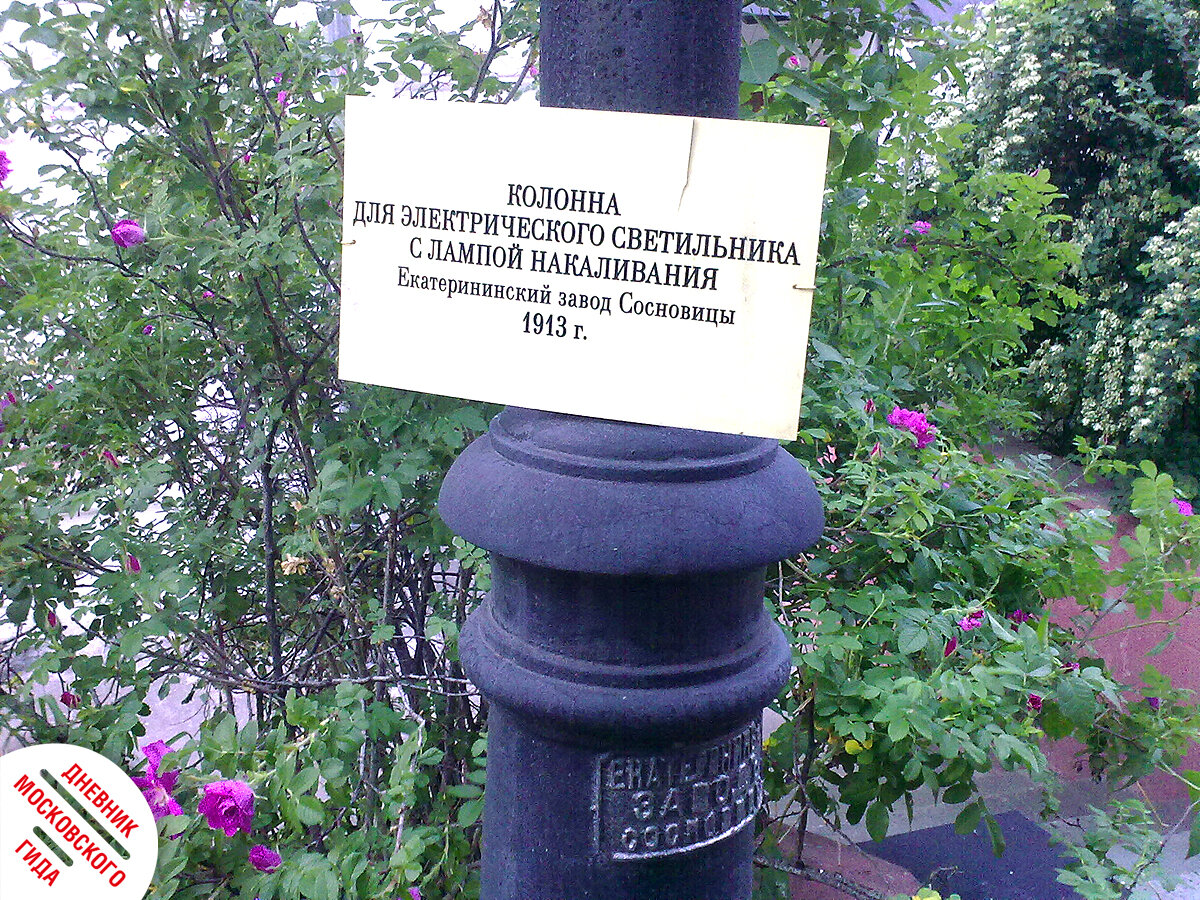 КОЛОННА
ДЛЯ ЭЛЕКТРИЧЕСКОГО СВЕТИЛЬНИКА
С ЛАМПОЙ НАКАЛИВАНИЯ
Екатерининский завод Сосновицы
1913 г.
ДНЕВНИК
МОСКОВСКОГО
ГИДА